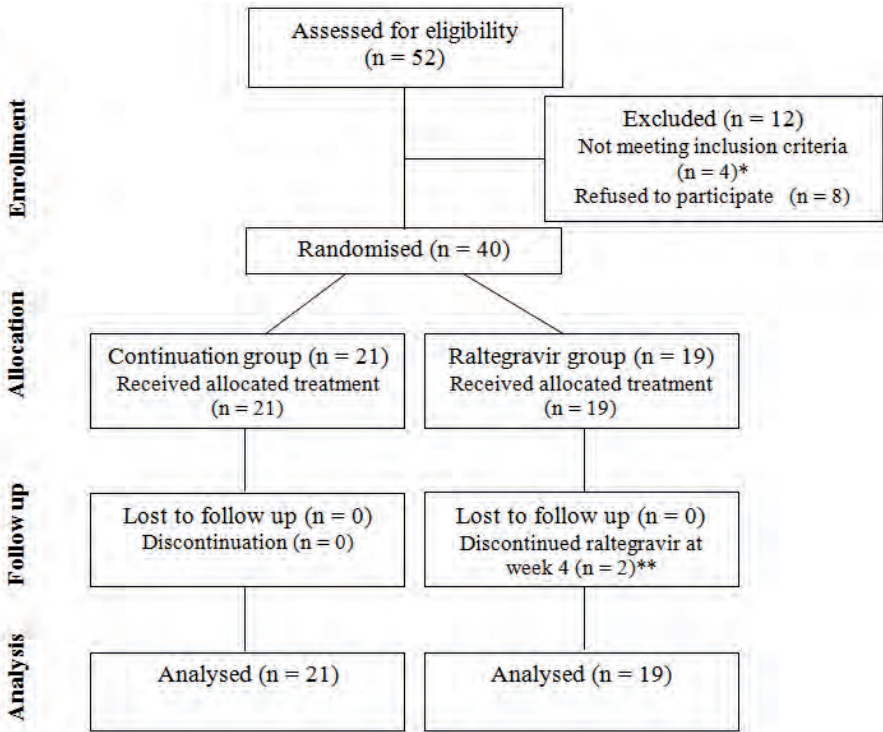 Assessed for eligibility
(n = 52)
Enrollment
Excluded (n = 12)
Not meeting inclusion criteria
(n = 4)*
Refused to participate (n = 8)
Randomised (n = 40)
Allocation
Continuation group (n = 21)
Received allocated treatment
(n = 21)
Raltegravir group (n = 19)
Received allocated treatment
(n = 19)
Follow up
Lost to follow up (n = 0)
Discontinuation (n = 0)
Lost to follow up (n = 0)
Discontinued raltegravir at
week 4 (n = 2)**
Analysis
Analysed (n = 21)
Analysed (n = 19)